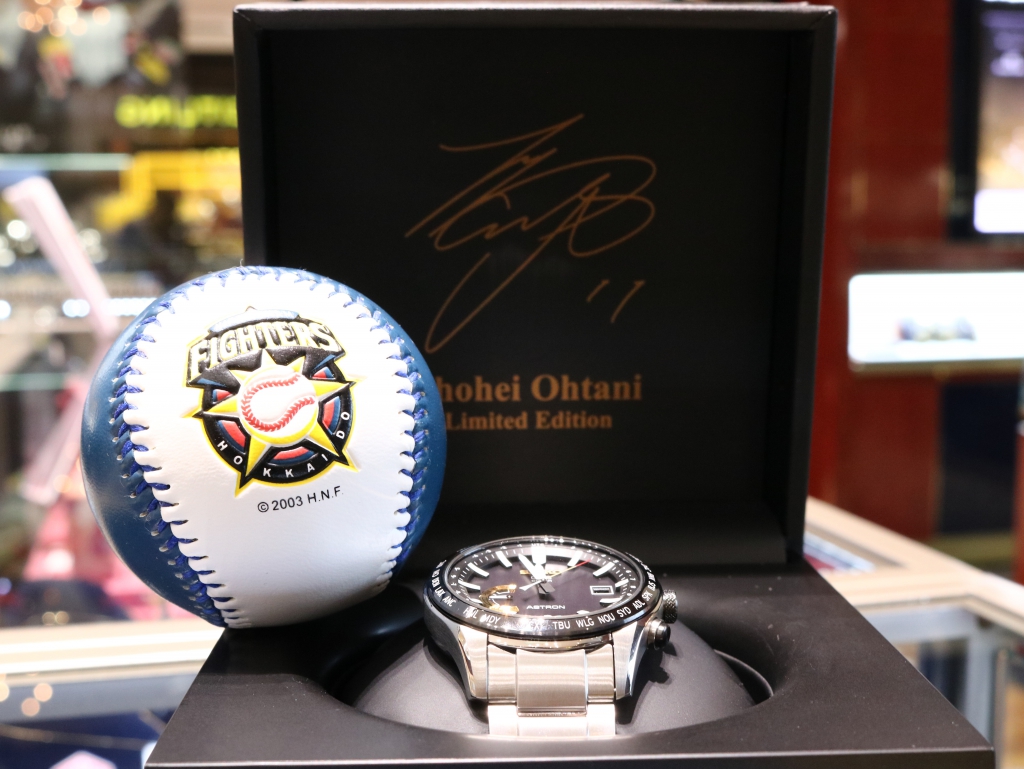 FIGHTERS
HOKKAIDO
© 2003 H.N.F.
11
hohei Ohtani
Limited Edition
ASTRON
TBU WLG NOU SYD ADL